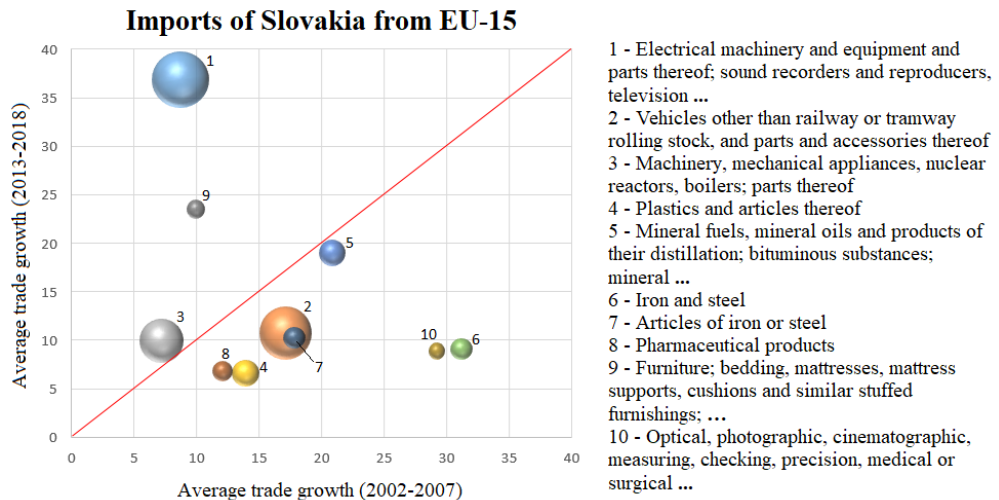 Imports of Slovakia from EU-15
Average trade growth (2013-2018)
40
35
30
25
20
15
10
5
0
1
9
5
2
3
10
6
8
4
7
0
5
10
15
20
25
30
35
40
Average trade growth (2002-2007)
1 - Electrical machinery and equipment and
parts thereof; sound recorders and reproducers,
television ...
2 - Vehicles other than railway or tramway
rolling stock, and parts and accessories thereof
3 - Machinery, mechanical appliances, nuclear
reactors, boilers; parts thereof
4 - Plastics and articles thereof
5 - Mineral fuels, mineral oils and products of
their distillation; bituminous substances;
mineral ...
6 - Iron and steel
7 - Articles of iron or steel
8 - Pharmaceutical products
9 - Furniture; bedding, mattresses, mattress
supports, cushions and similar stuffed
furnishings; …
10 - Optical, photographic, cinematographic,
measuring, checking, precision, medical or
surgical ...